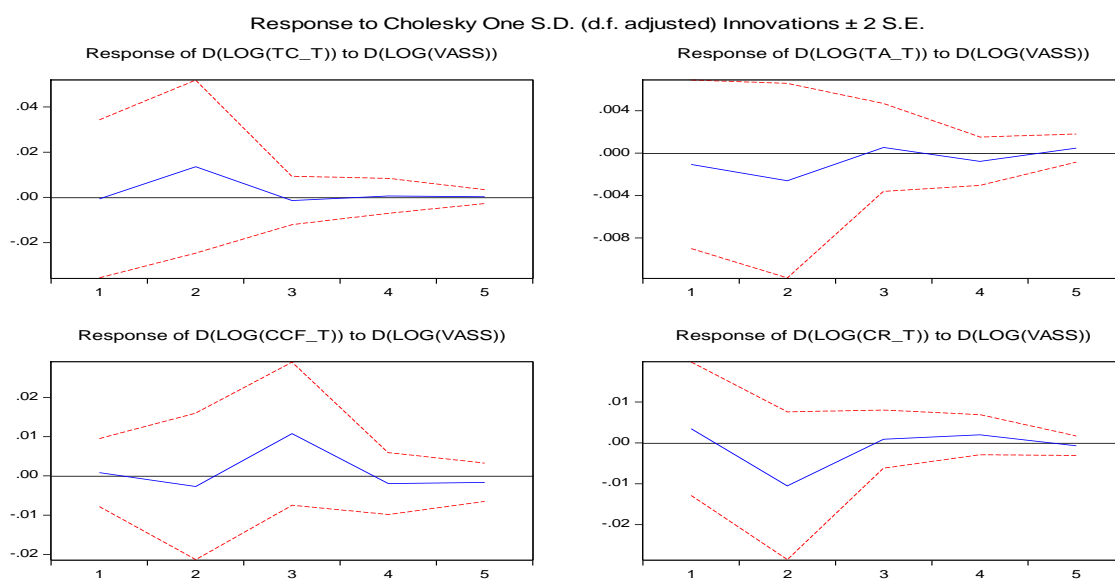 Response to Cholesky One S.D. (d.f. adjusted) Innovations ± 2 S.E.
Response of D(LOG(TC_T)) to D(LOG(VASS))
.04
.02
.00
-.02
1 2 3 4 5
Response of D(LOG(TA_T)) to D(LOG(VASS))
.004
.000
-.004
-.008
1 2 3 4 5
Response of D(LOG(CCF_T)) to D(LOG(VASS))
.02
.01
.00
-.01
-.02
1 2 3 4 5
Response of D(LOG(CR_T)) to D(LOG(VASS))
.01
.00
-.01
-.02
1 2 3 4 5